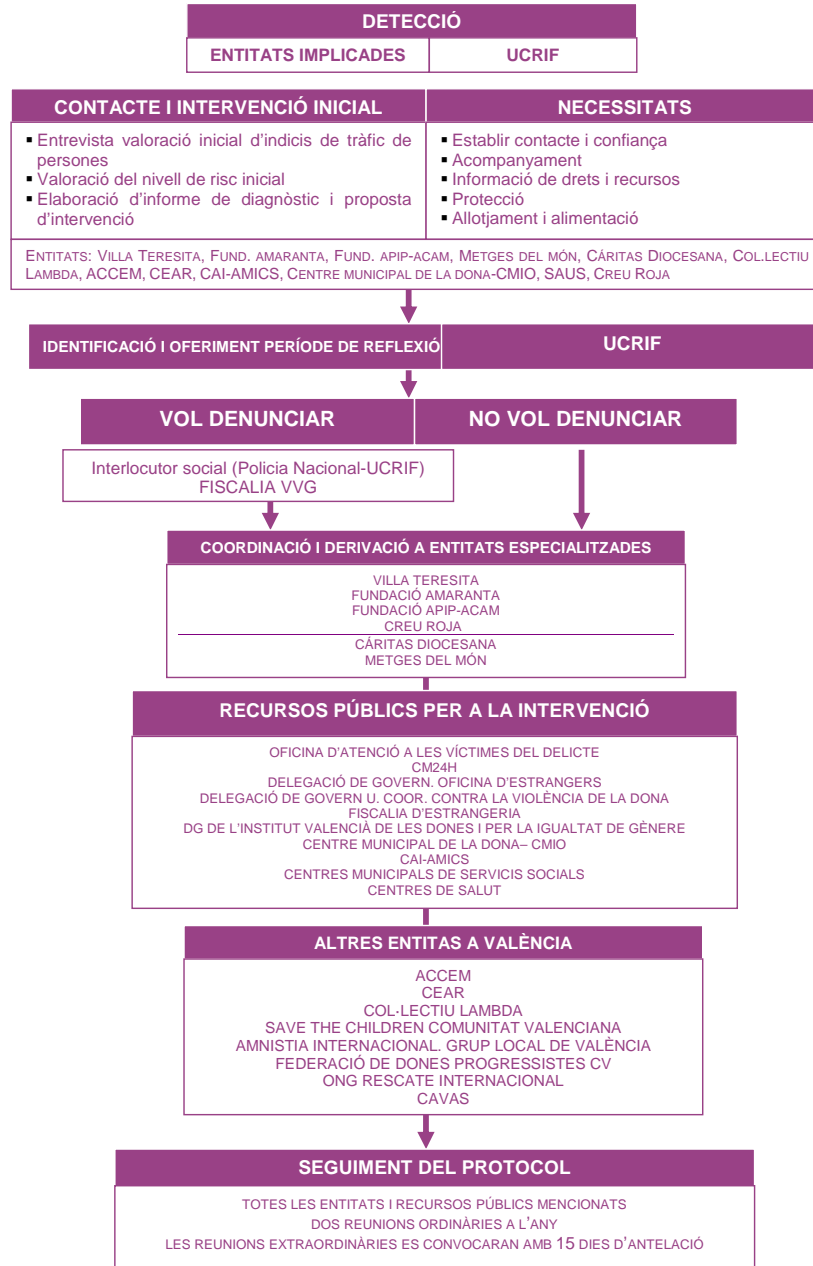 DETECCIÓ
ENTITATS IMPLICADES
UCRIF
CONTACTE I INTERVENCIÓ INICIAL
▪ Entrevista valoració inicial d'indicis de tràfic de
persones
▪ Valoració del nivell de risc inicial
▪ Elaboració d'informe de diagnòstic i proposta
d'intervenció
NECESSITATS
▪ Establir contacte i confiança
▪ Acompanyament
▪ Informació de drets i recursos
▪ Protecció
▪ Allotjament i alimentació
ENTITATS: VILLA TERESITA, FUND. AMARANTA, FUND. APIP-ACAM, METGES DEL MÓN, CÁRITAS DIOCESANA, COL.LECTIU
LAMBDA, ACCEM, CEAR, CAI-AMICS, CENTRE MUNICIPAL DE LA DONA-CMIO, SAUS, CREU ROJA
IDENTIFICACIÓ I OFERIMENT PERÍODE DE REFLEXIÓ
UCRIF
VOL DENUNCIAR
NO VOL DENUNCIAR
Interlocutor social (Policia Nacional-UCRIF)
FISCALIA VVG
COORDINACIÓ I DERIVACIÓ A ENTITATS ESPECIALITZADES
VILLA TERESITA
FUNDACIÓ AMARANTA
FUNDACIÓ APIP-ACAM
CREU ROJA
CÁRITAS DIOCESANA
METGES DEL MÓN
RECURSOS PÚBLICS PER A LA INTERVENCIÓ
OFICINA D'ATENCIÓ A LES VÍCTIMES DEL DELICTE
CM24H
DELEGACIÓ DE GOVERN. OFICINA D'ESTRANGERS
DELEGACIÓ DE GOVERN U. COOR. CONTRA LA VIOLÈNCIA DE LA DONA
FISCALIA D'ESTRANGERIA
DG DE L'INSTITUT VALENCIÀ DE LES DONES I PER LA IGUALTAT DE GÈNERE
CENTRE MUNICIPAL DE LA DONA– CMIO
CAI-AMICS
CENTRES MUNICIPALS DE SERVICIS SOCIALS
CENTRES DE SALUT
ALTRES ENTITAS A VALÈNCIA
ACCEM
CEAR
COL·LECTIU LAMBDA
SAVE THE CHILDREN COMUNITAT VALENCIANA
AMNISTIA INTERNACIONAL. GRUP LOCAL DE VALÈNCIA
FEDERACIÓ DE DONES PROGRESSISTES CV
ONG RESCATE INTERNACIONAL
CAVAS
SEGUIMENT DEL PROTOCOL
TOTES LES ENTITATS I RECURSOS PÚBLICS MENCIONATS
DOS REUNIONS ORDINÀRIES A L'ANY
LES REUNIONS EXTRAORDINÀRIES ES CONVOCARAN AMB 15 DIES D'ANTELACIÓ